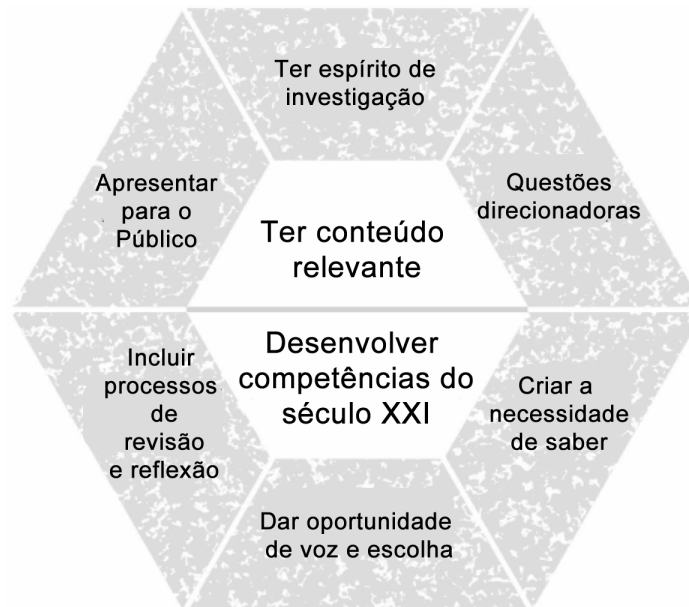 Ter espírito de
investigação
Questões
direcionadoras
Apresentar
para o
Público
Ter conteúdo
relevante
Desenvolver
competências do
século XXI
Incluir
processos
de
revisão
e reflexão
Criar a
necessidade
de saber
Dar oportunidade
de voz e escolha